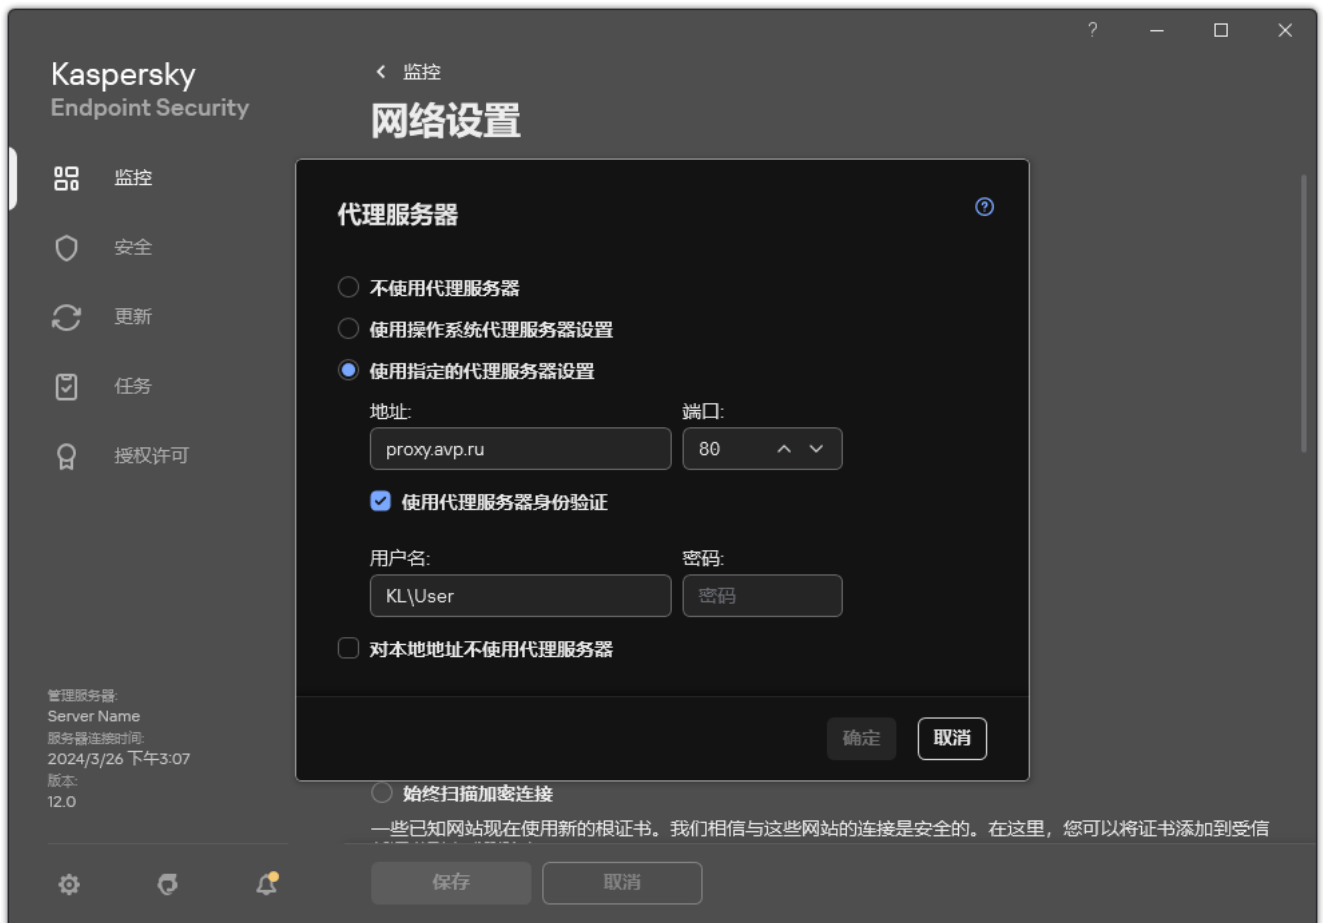 ?
Kaspersky
Endpoint Security
监控
安全
更新
任务
授权许可
管理服务器:
Server Name
服务器连接时间:
2024/3/26 下午3:07
版本:
12.0
监控
网络设置
代理服务器
?
不使用代理服务器
使用操作系统代理服务器设置
使用指定的代理服务器设置
地址: 端口:
proxy.avp.ru 80
使用代理服务器身份验证
用户名: 密码:
KL\User 密码
对本地地址不使用代理服务器
确定 取消
始终扫描加密连接
一些已知网站现在使用新的根证书。我们相信与这些网站的连接是安全的。在这里，您可以将证书添加到受信
保存 取消